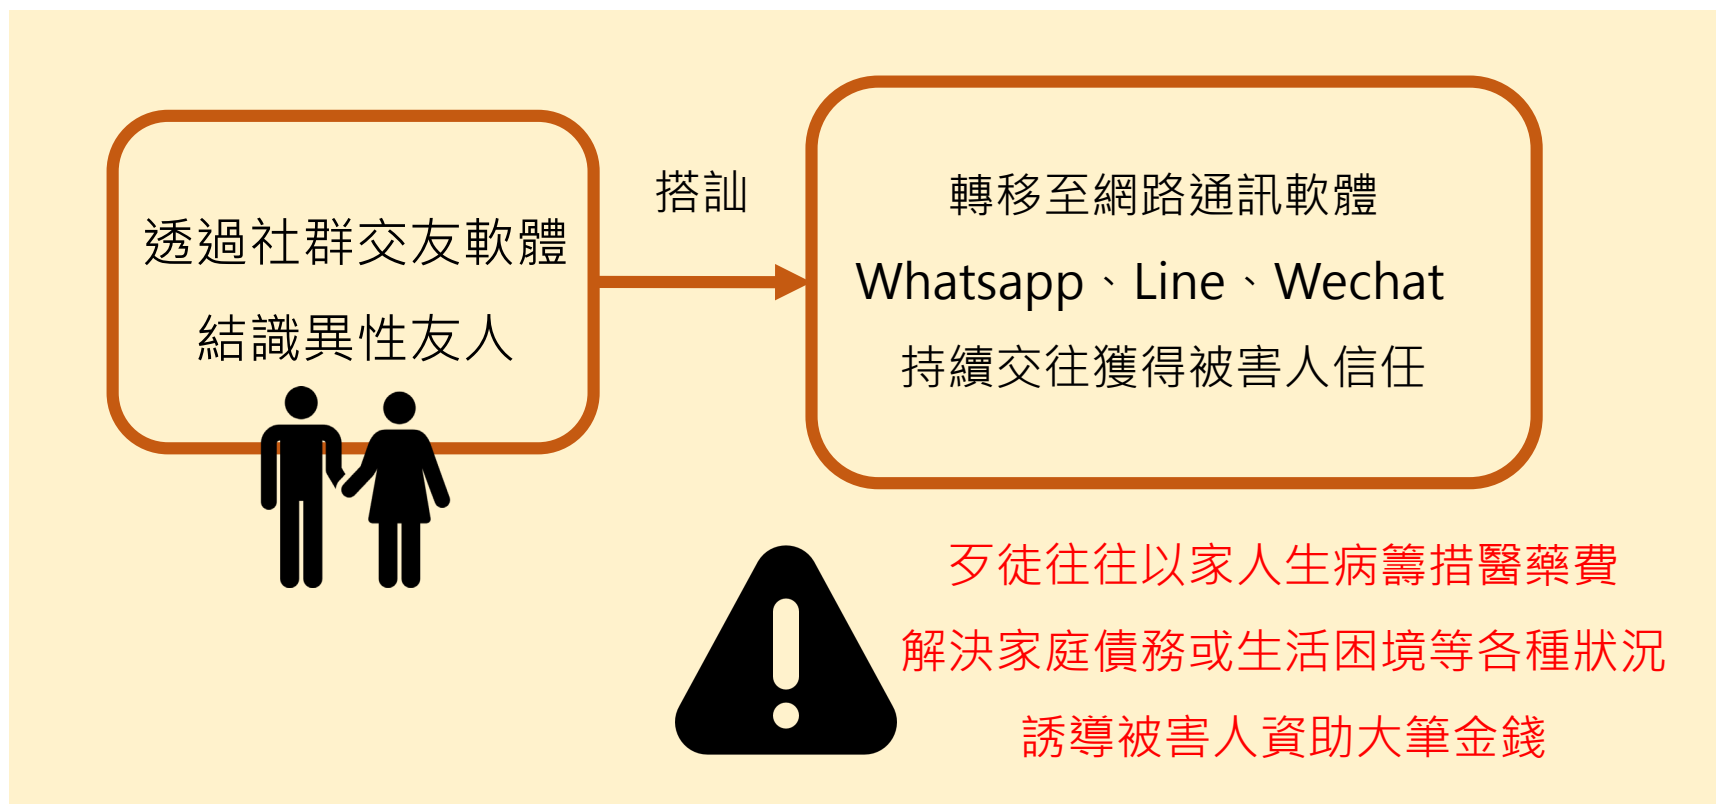 透過社群交友軟體
結識異性友人
搭訕
轉移至網路通訊軟體
Whatsapp、Line、Wechat
持續交往獲得被害人信任
歹徒往往以家人生病籌措醫藥費
解決家庭債務或生活困境等各種狀況
誘導被害人資助大筆金錢